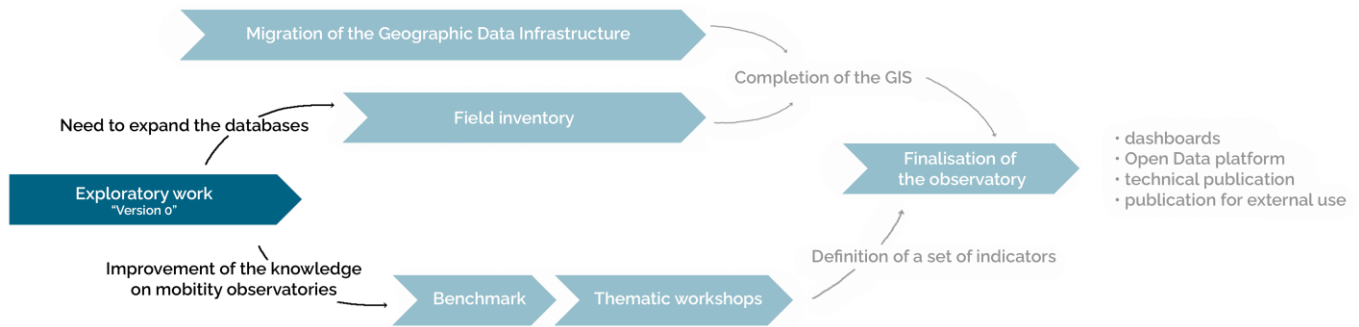 Migration of the Geographic Data Infrastructure
Completion of the GIS
Need to expand the databases
Field inventory
Finalisation of
the observatory
• dashboards
• Open Data platform
• technical publication
• publication for external use
Exploratory work
“Version 0”
Improvement of the knowledge
on mobitity observatories
Definition of a set of indicators
Benchmark
Thematic workshops